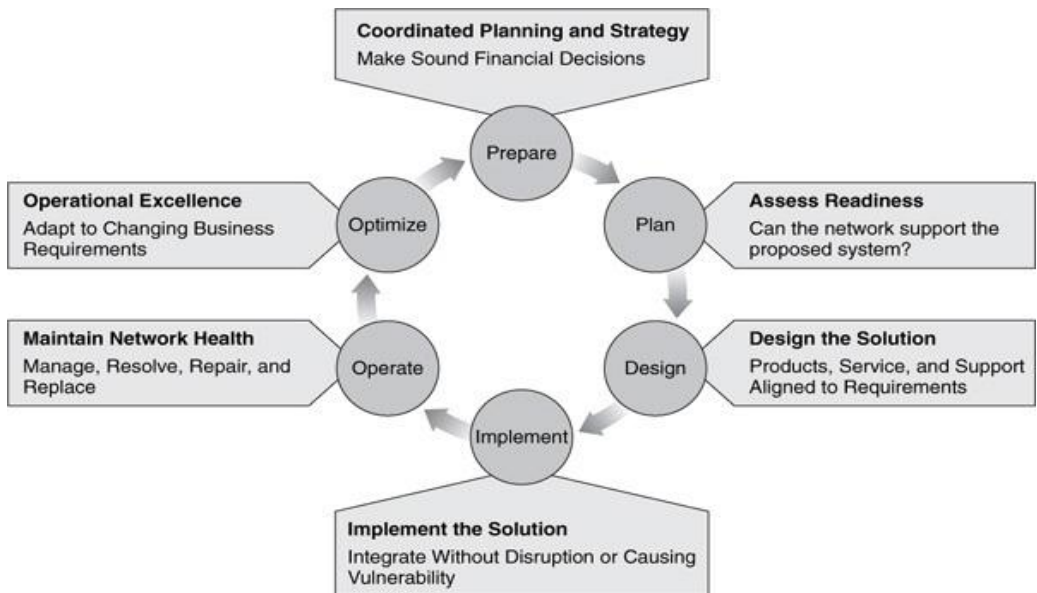 Coordinated Planning and Strategy
Make Sound Financial Decisions
Prepare
Operational Excellence
Adapt to Changing Business
Requirements
Optimize
Plan
Assess Readiness
Can the network support the
proposed system?
Maintain Network Health
Manage, Resolve, Repair, and
Replace
Operate
Design
Design the Solution
Products, Service, and Support
Aligned to Requirements
Implement
Implement the Solution
Integrate Without Disruption or Causing
Vulnerability